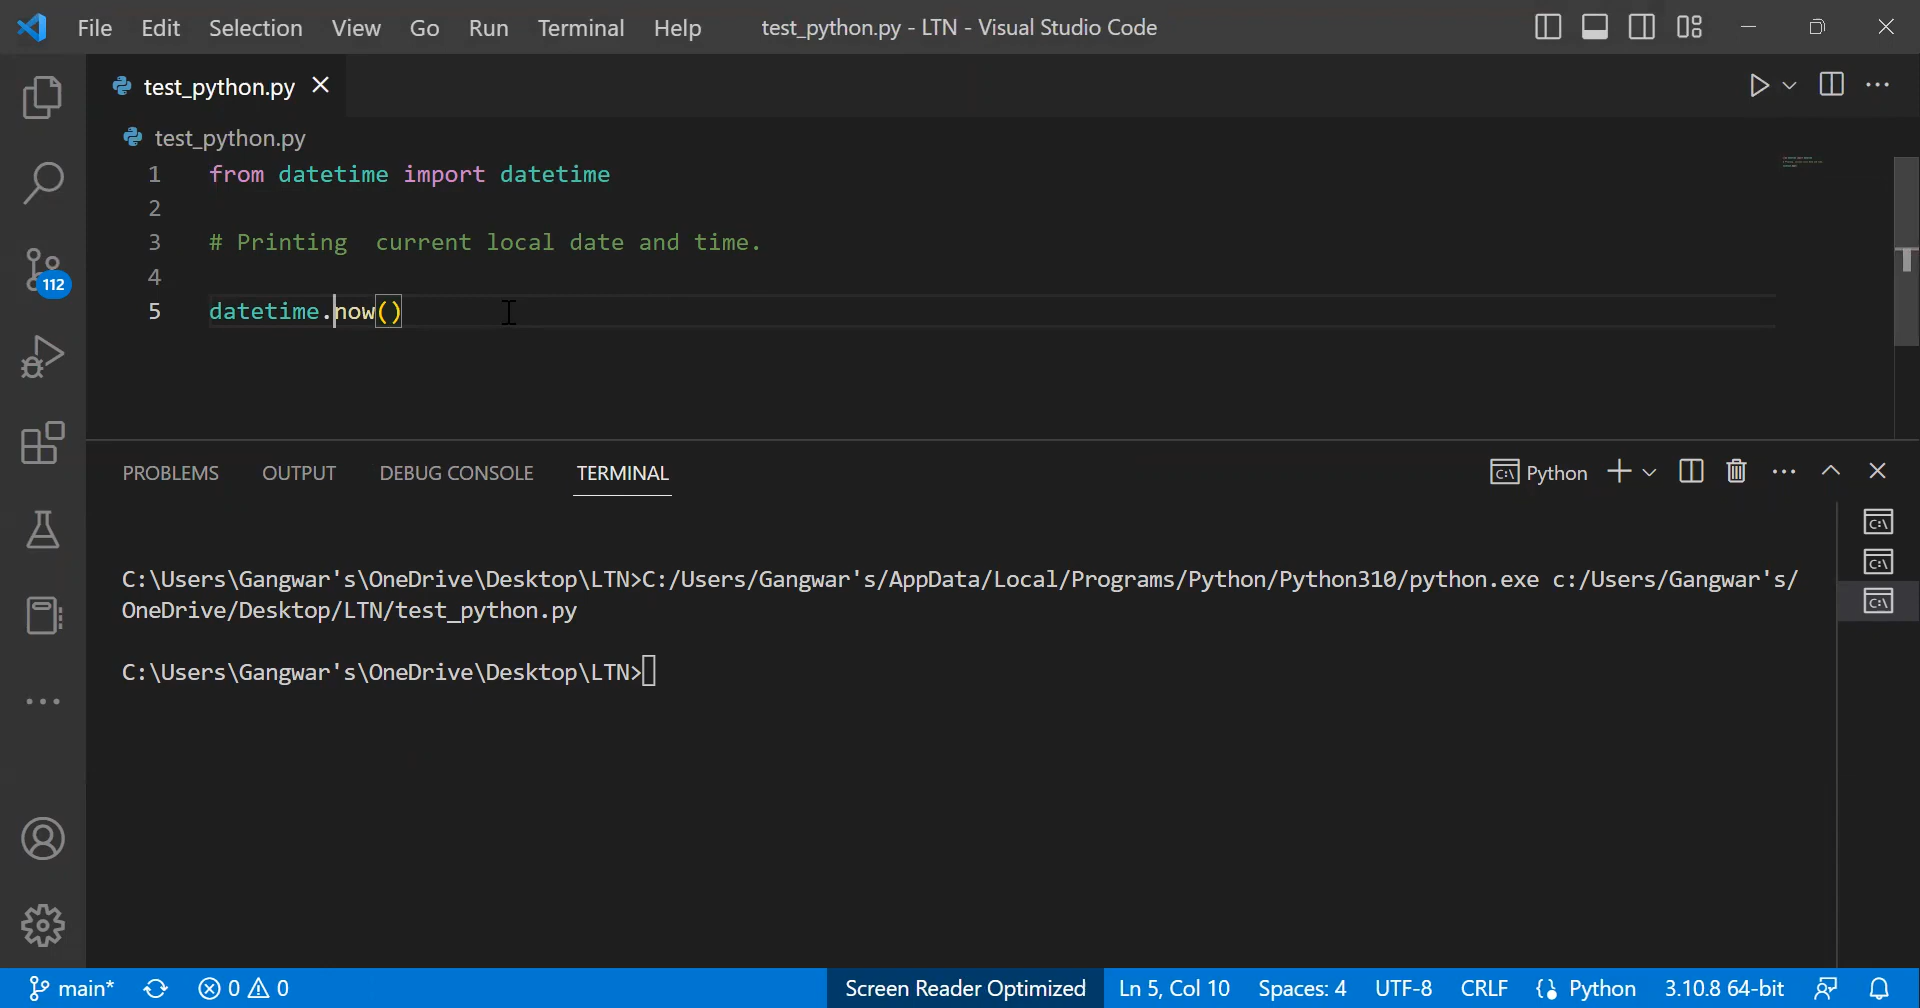 File Edit Selection View Go Run Terminal Help test_python.py - LTN - Visual Studio Code
test_python.py
test_python.py
1 from datetime import datetime
2
3 # Printing  current local date and time.
4
5 datetime.now()
112
PROBLEMS OUTPUT DEBUG CONSOLE TERMINAL Python
C:\Users\Gangwar's\OneDrive\Desktop\LTN>C:/Users/Gangwar's/AppData/Local/Programs/Python/Python310/python.exe c:/Users/Gangwar's/
OneDrive/Desktop/LTN/test_python.py
C:\Users\Gangwar's\OneDrive\Desktop\LTN>
main* 0 0 Screen Reader Optimized Ln 5, Col 10 Spaces: 4 UTF-8 CRLF Python 3.10.8 64-bit